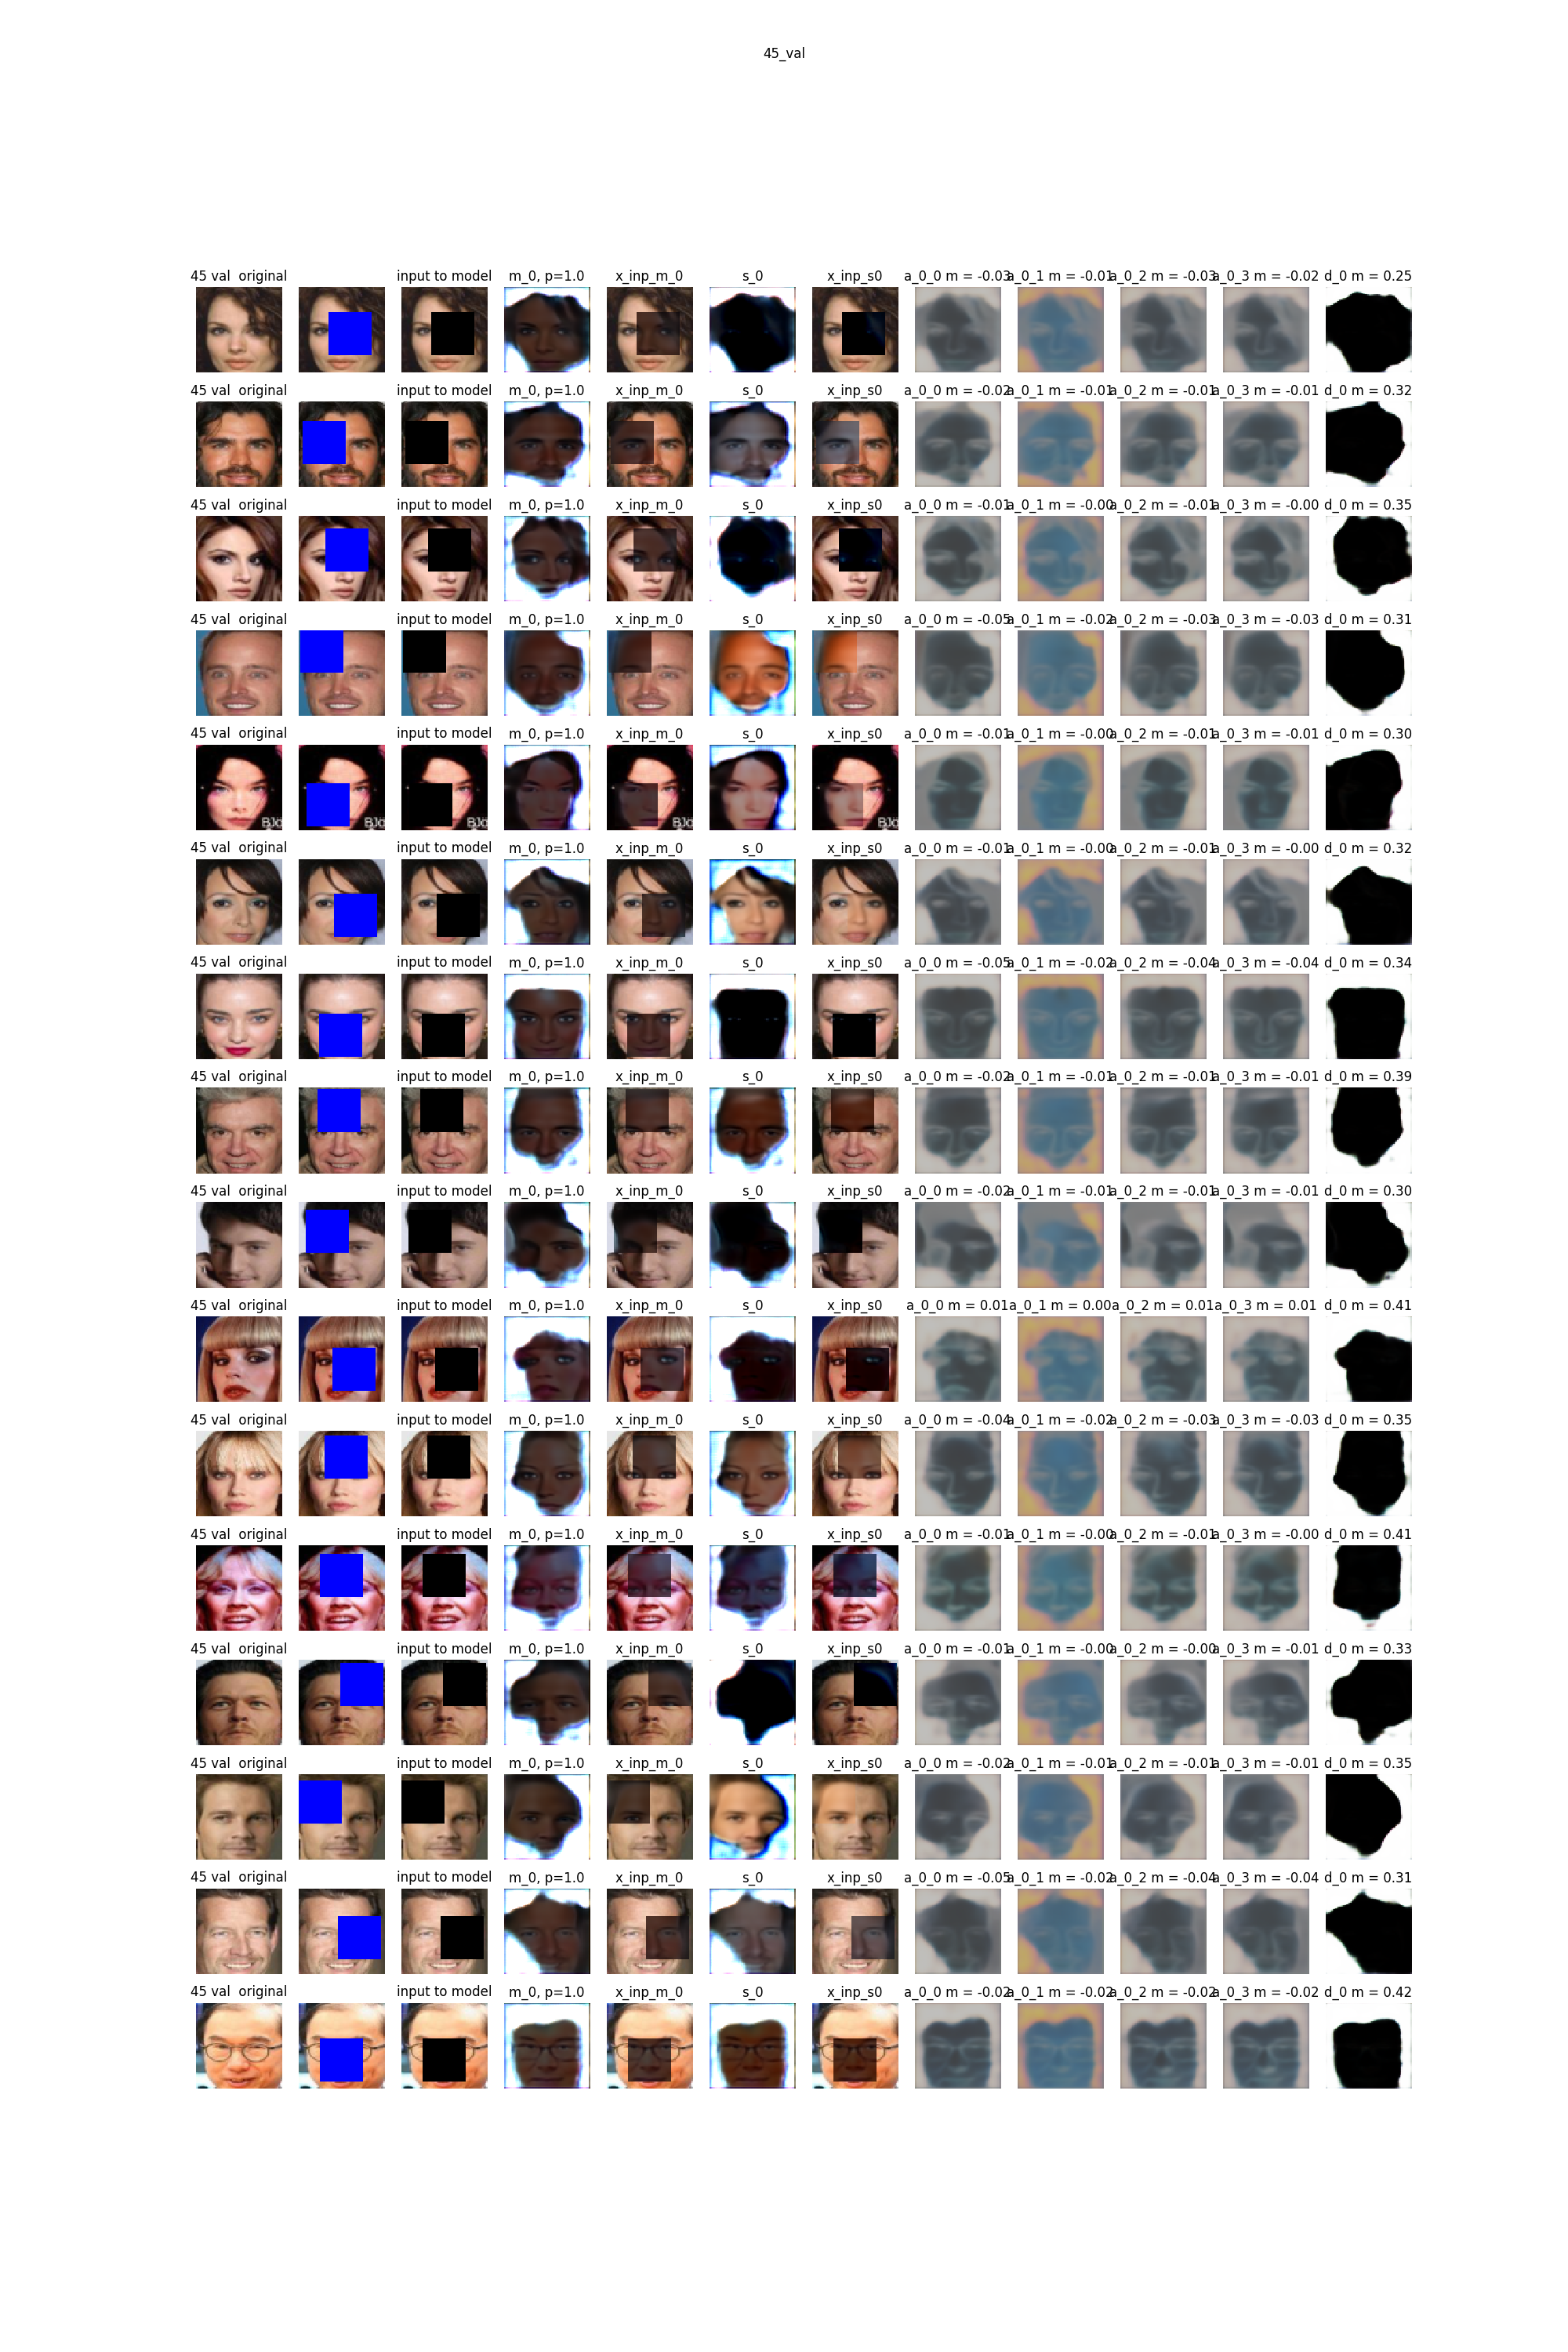 45_val
45 val  original input to model m_0, p=1.0 x_inp_m_0 s_0 x_inp_s0 a_0_0 m = -0.03 a_0_1 m = -0.01 a_0_2 m = -0.03 a_0_3 m = -0.02 d_0 m = 0.25
45 val  original input to model m_0, p=1.0 x_inp_m_0 s_0 x_inp_s0 a_0_0 m = -0.02 a_0_1 m = -0.01 a_0_2 m = -0.01 a_0_3 m = -0.01 d_0 m = 0.32
45 val  original input to model m_0, p=1.0 x_inp_m_0 s_0 x_inp_s0 a_0_0 m = -0.01 a_0_1 m = -0.00 a_0_2 m = -0.01 a_0_3 m = -0.00 d_0 m = 0.35
45 val  original input to model m_0, p=1.0 x_inp_m_0 s_0 x_inp_s0 a_0_0 m = -0.05 a_0_1 m = -0.02 a_0_2 m = -0.03 a_0_3 m = -0.03 d_0 m = 0.31
45 val  original input to model m_0, p=1.0 x_inp_m_0 s_0 x_inp_s0 a_0_0 m = -0.01 a_0_1 m = -0.00 a_0_2 m = -0.01 a_0_3 m = -0.01 d_0 m = 0.30
45 val  original input to model m_0, p=1.0 x_inp_m_0 s_0 x_inp_s0 a_0_0 m = -0.01 a_0_1 m = -0.00 a_0_2 m = -0.01 a_0_3 m = -0.00 d_0 m = 0.32
45 val  original input to model m_0, p=1.0 x_inp_m_0 s_0 x_inp_s0 a_0_0 m = -0.05 a_0_1 m = -0.02 a_0_2 m = -0.04 a_0_3 m = -0.04 d_0 m = 0.34
45 val  original input to model m_0, p=1.0 x_inp_m_0 s_0 x_inp_s0 a_0_0 m = -0.02 a_0_1 m = -0.01 a_0_2 m = -0.01 a_0_3 m = -0.01 d_0 m = 0.39
45 val  original input to model m_0, p=1.0 x_inp_m_0 s_0 x_inp_s0 a_0_0 m = -0.02 a_0_1 m = -0.01 a_0_2 m = -0.01 a_0_3 m = -0.01 d_0 m = 0.30
45 val  original input to model m_0, p=1.0 x_inp_m_0 s_0 x_inp_s0 a_0_0 m = 0.01 a_0_1 m = 0.00 a_0_2 m = 0.01 a_0_3 m = 0.01 d_0 m = 0.41
45 val  original input to model m_0, p=1.0 x_inp_m_0 s_0 x_inp_s0 a_0_0 m = -0.04 a_0_1 m = -0.02 a_0_2 m = -0.03 a_0_3 m = -0.03 d_0 m = 0.35
45 val  original input to model m_0, p=1.0 x_inp_m_0 s_0 x_inp_s0 a_0_0 m = -0.01 a_0_1 m = -0.00 a_0_2 m = -0.01 a_0_3 m = -0.00 d_0 m = 0.41
45 val  original input to model m_0, p=1.0 x_inp_m_0 s_0 x_inp_s0 a_0_0 m = -0.01 a_0_1 m = -0.00 a_0_2 m = -0.00 a_0_3 m = -0.01 d_0 m = 0.33
45 val  original input to model m_0, p=1.0 x_inp_m_0 s_0 x_inp_s0 a_0_0 m = -0.02 a_0_1 m = -0.01 a_0_2 m = -0.01 a_0_3 m = -0.01 d_0 m = 0.35
45 val  original input to model m_0, p=1.0 x_inp_m_0 s_0 x_inp_s0 a_0_0 m = -0.05 a_0_1 m = -0.02 a_0_2 m = -0.04 a_0_3 m = -0.04 d_0 m = 0.31
45 val  original input to model m_0, p=1.0 x_inp_m_0 s_0 x_inp_s0 a_0_0 m = -0.02 a_0_1 m = -0.02 a_0_2 m = -0.02 a_0_3 m = -0.02 d_0 m = 0.42